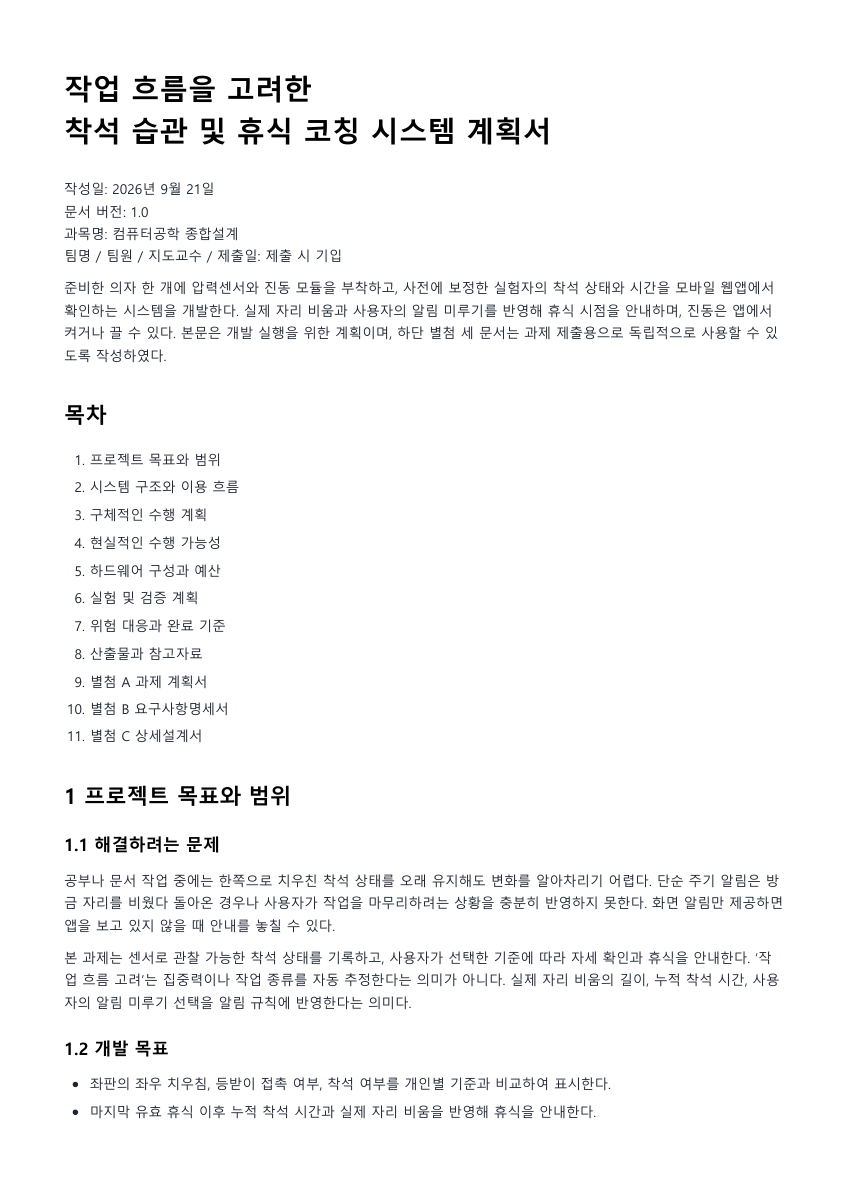 작업 흐름을 고려한
착석 습관 및 휴식 코칭 시스템 계획서
작성일: 2026년 9월 21일
문서 버전: 1.0
과목명: 컴퓨터공학 종합설계
팀명 / 팀원 / 지도교수 / 제출일: 제출 시 기입
준비한 의자 한 개에 압력센서와 진동 모듈을 부착하고, 사전에 보정한 실험자의 착석 상태와 시간을 모바일 웹앱에서
확인하는 시스템을 개발한다. 실제 자리 비움과 사용자의 알림 미루기를 반영해 휴식 시점을 안내하며, 진동은 앱에서
켜거나 끌 수 있다. 본문은 개발 실행을 위한 계획이며, 하단 별첨 세 문서는 과제 제출용으로 독립적으로 사용할 수 있
도록 작성하였다.
목차
1. 프로젝트 목표와 범위
2. 시스템 구조와 이용 흐름
3. 구체적인 수행 계획
4. 현실적인 수행 가능성
5. 하드웨어 구성과 예산
6. 실험 및 검증 계획
7. 위험 대응과 완료 기준
8. 산출물과 참고자료
9. 별첨 A 과제 계획서
10. 별첨 B 요구사항명세서
11. 별첨 C 상세설계서
1 프로젝트 목표와 범위
1.1 해결하려는 문제
공부나 문서 작업 중에는 한쪽으로 치우친 착석 상태를 오래 유지해도 변화를 알아차리기 어렵다. 단순 주기 알림은 방
금 자리를 비웠다 돌아온 경우나 사용자가 작업을 마무리하려는 상황을 충분히 반영하지 못한다. 화면 알림만 제공하면
앱을 보고 있지 않을 때 안내를 놓칠 수 있다.
본 과제는 센서로 관찰 가능한 착석 상태를 기록하고, 사용자가 선택한 기준에 따라 자세 확인과 휴식을 안내한다. ‘작
업 흐름 고려’는 집중력이나 작업 종류를 자동 추정한다는 의미가 아니다. 실제 자리 비움의 길이, 누적 착석 시간, 사용
자의 알림 미루기 선택을 알림 규칙에 반영한다는 의미다.
1.2 개발 목표
• 좌판의 좌우 치우침, 등받이 접촉 여부, 착석 여부를 개인별 기준과 비교하여 표시한다.
• 마지막 유효 휴식 이후 누적 착석 시간과 실제 자리 비움을 반영해 휴식을 안내한다.